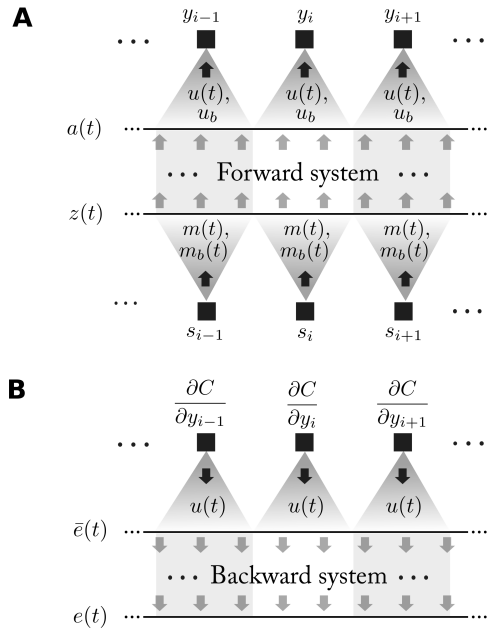 A
y_{i−1} y_i y_{i+1}
... ...
u(t), u(t), u(t),
u_b u_b u_b
a(t) ... ...
... Forward system ...
z(t) ... ...
m(t), m(t), m(t),
m_b(t) m_b(t) m_b(t)
... ...
s_{i−1} s_i s_{i+1}
B
∂C/∂y_{i−1} ∂C/∂y_i ∂C/∂y_{i+1}
... ...
u(t) u(t) u(t)
ē(t) ... ...
... Backward system ...
e(t) ... ...